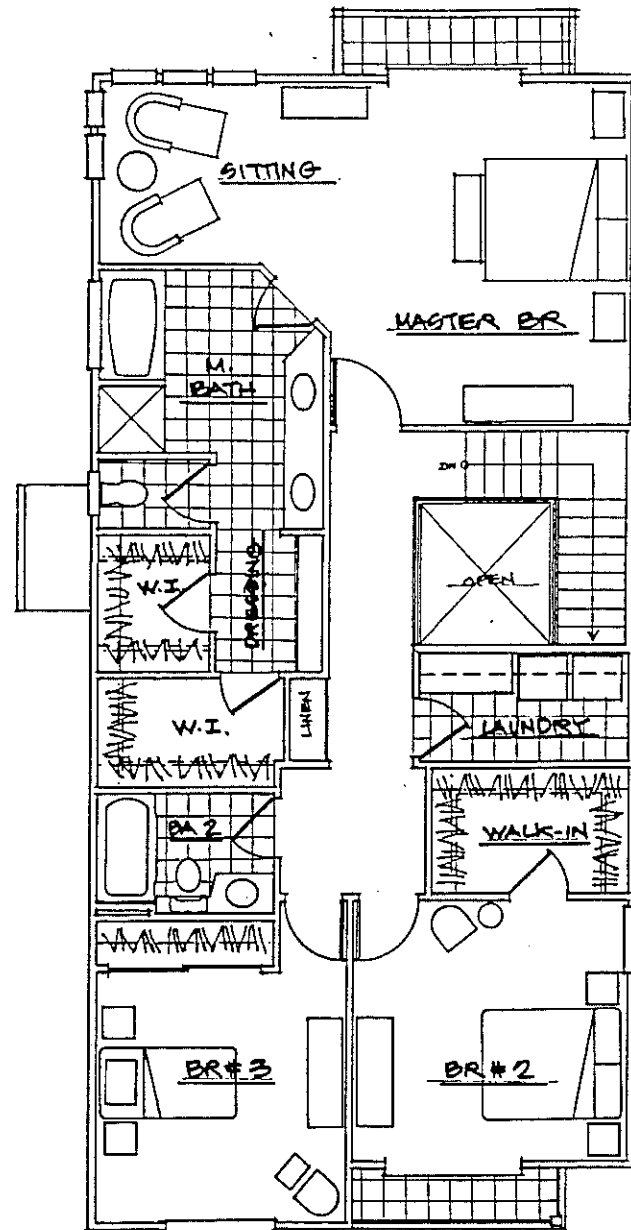 SITTING
MASTER BR
M.
BATH
DN
OPEN
W.I.
DRESSING
W.I.
LINEN
LAUNDRY
BA 2
WALK-IN
BR # 3
BR # 2